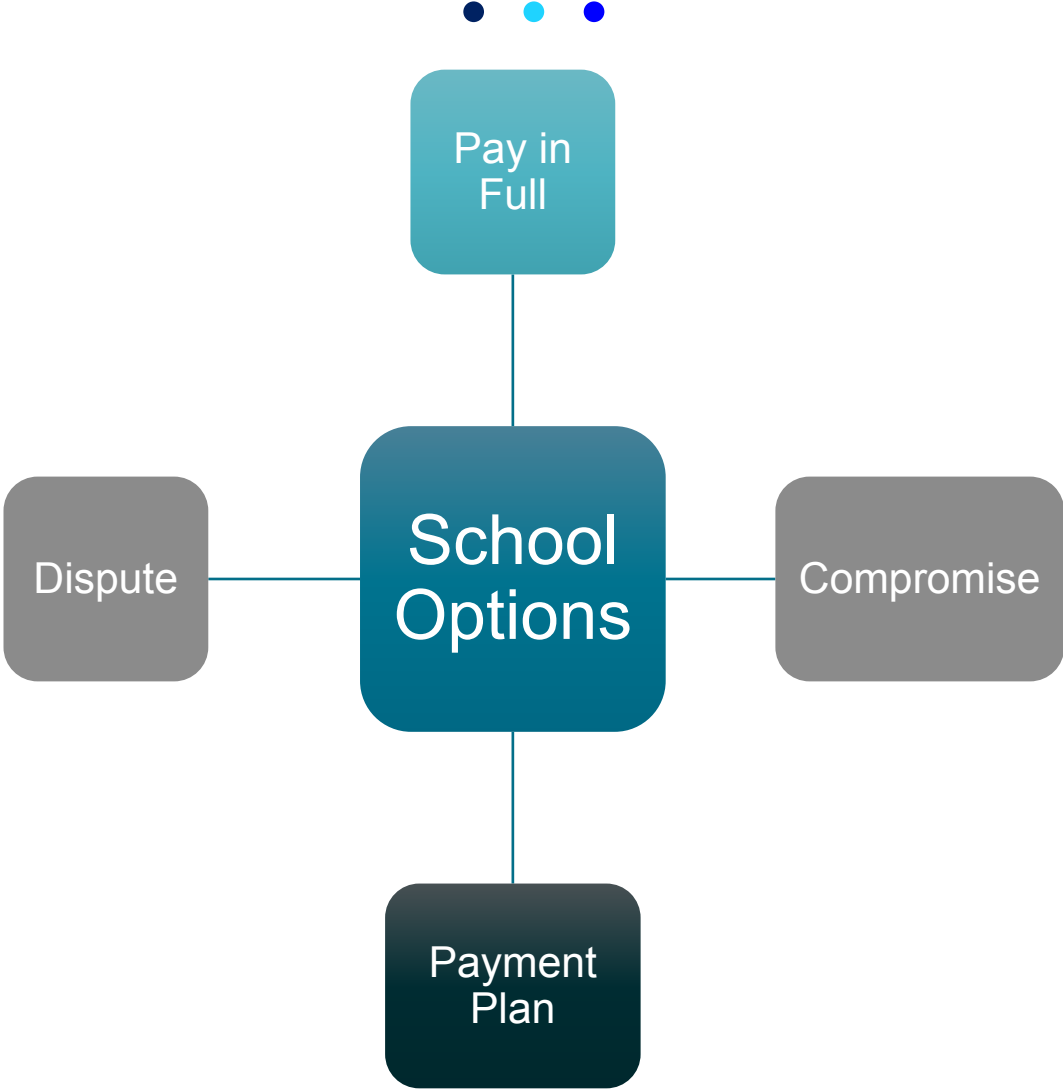 Pay in
Full
Dispute
School
Options
Compromise
Payment
Plan